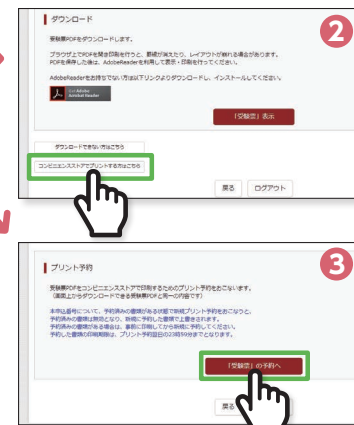 2
ダウンロード
受験票PDFをダウンロードします。
ブラウザ上でPDFを開き印刷を行うと、罫線が消えたり、レイアウトが崩れる場合があります。
PDFを保存した後は、AdobeReaderを利用して表示・印刷を行ってください。
AdobeReaderをお持ちでない方は以下リンクよりダウンロードし、インストールしてください。
Adobe
Acrobat Reader
「受験票」表示
ダウンロードできない方はこちら
コンビニエンスストアでプリントする方はこちら
戻る ログアウト
3
プリント予約
受験票PDFをコンビニエンスストアで印刷するためのプリント予約をおこないます。
(画面上からダウンロードできる受験票PDFと同一の内容です)
本申込番号について、予約済みの書類がある状態で新規プリント予約をおこなうと、
予約済みの書類は無効となり、新規に予約した書類で上書きされます。
予約済みの書類がある場合は、事前に印刷してから新規に予約してください。
予約した書類の印刷期限は、プリント予約翌日の23時59分までとなります。
「受験票」の予約へ
戻る